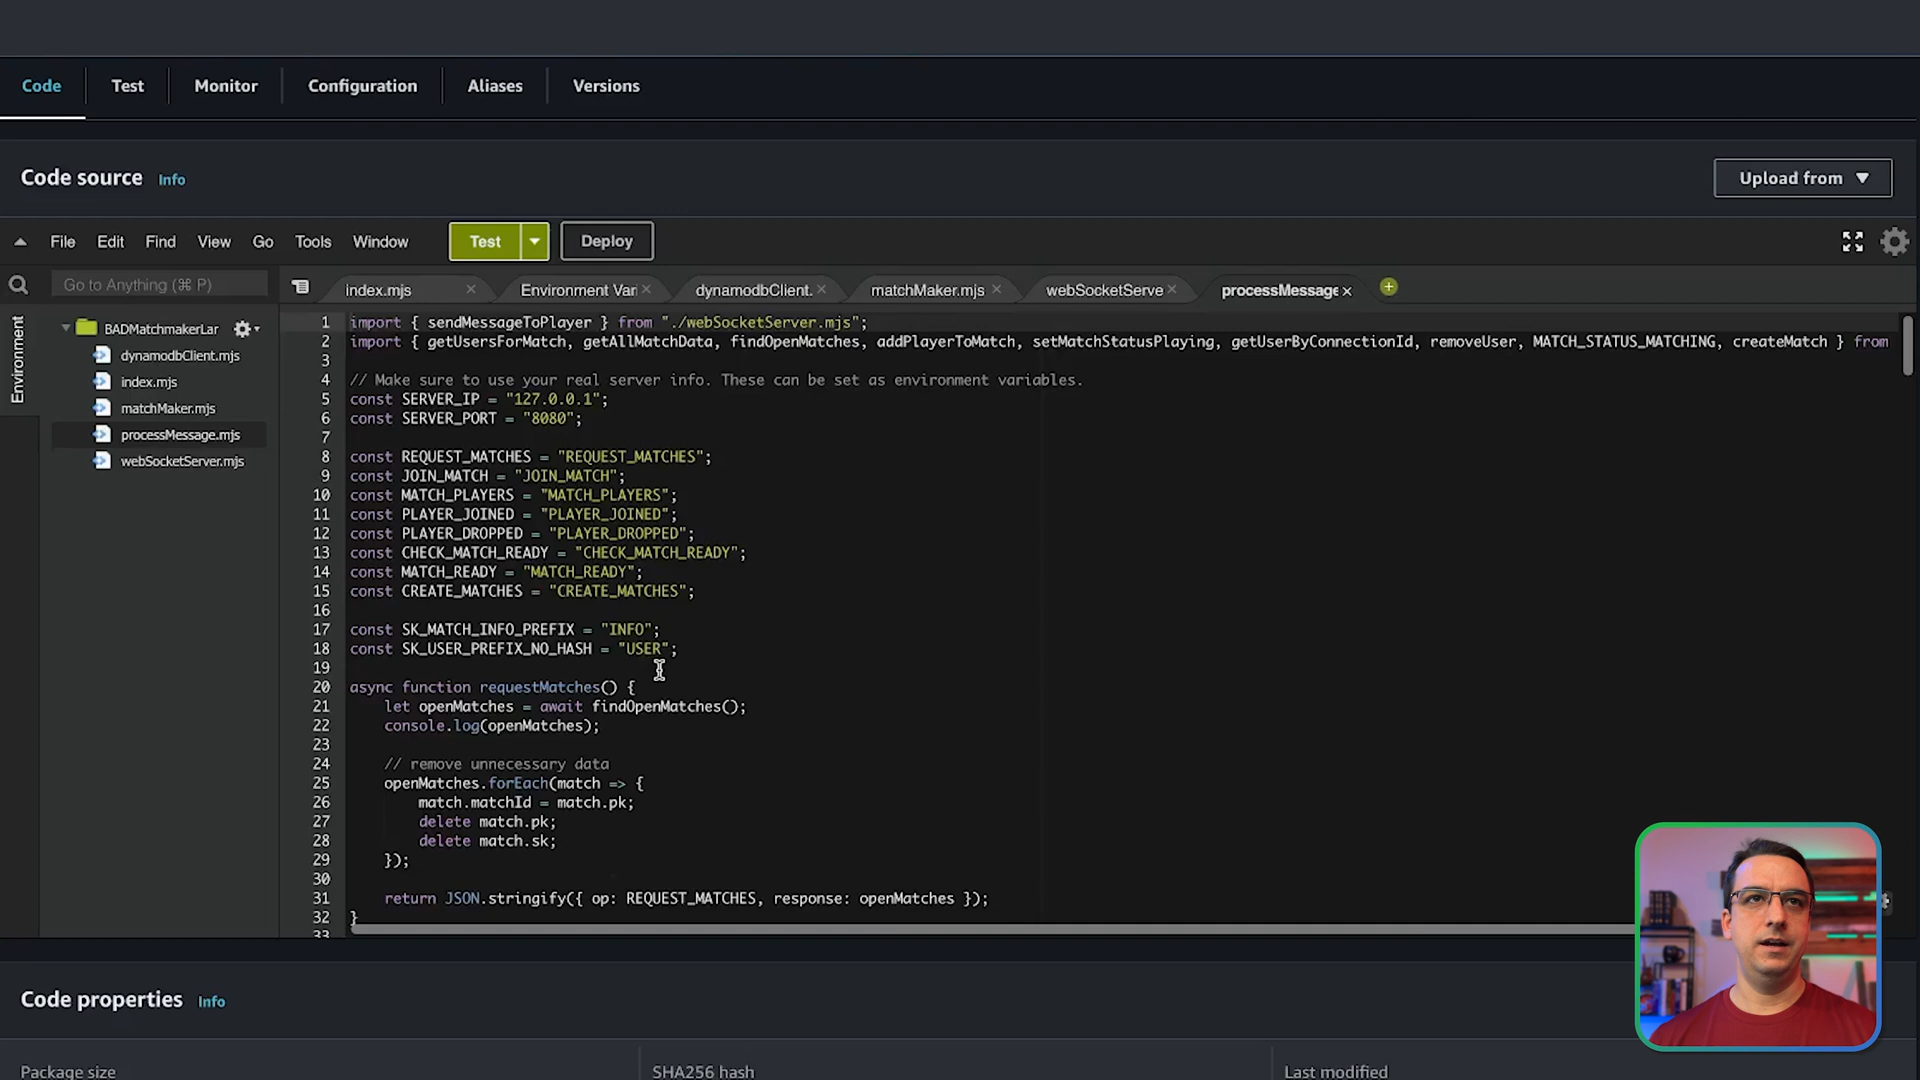 Code Test Monitor Configuration Aliases Versions
Code source Info
Upload from
File Edit Find View Go Tools Window Test Deploy
Go to Anything (⌘ P)
index.mjs Environment Vari dynamodbClient. matchMaker.mjs webSocketServe processMessage
Environment
BADMatchmakerLar
dynamodbClient.mjs
index.mjs
matchMaker.mjs
processMessage.mjs
webSocketServer.mjs
1 import { sendMessageToPlayer } from "./webSocketServer.mjs";
2 import { getUsersForMatch, getAllMatchData, findOpenMatches, addPlayerToMatch, setMatchStatusPlaying, getUserByConnectionId, removeUser, MATCH_STATUS_MATCHING, createMatch } from
3
4 // Make sure to use your real server info. These can be set as environment variables.
5 const SERVER_IP = "127.0.0.1";
6 const SERVER_PORT = "8080";
7
8 const REQUEST_MATCHES = "REQUEST_MATCHES";
9 const JOIN_MATCH = "JOIN_MATCH";
10 const MATCH_PLAYERS = "MATCH_PLAYERS";
11 const PLAYER_JOINED = "PLAYER_JOINED";
12 const PLAYER_DROPPED = "PLAYER_DROPPED";
13 const CHECK_MATCH_READY = "CHECK_MATCH_READY";
14 const MATCH_READY = "MATCH_READY";
15 const CREATE_MATCHES = "CREATE_MATCHES";
16
17 const SK_MATCH_INFO_PREFIX = "INFO";
18 const SK_USER_PREFIX_NO_HASH = "USER";
19
20 async function requestMatches() {
21 let openMatches = await findOpenMatches();
22 console.log(openMatches);
23
24 // remove unnecessary data
25 openMatches.forEach(match => {
26 match.matchId = match.pk;
27 delete match.pk;
28 delete match.sk;
29 });
30
31 return JSON.stringify({ op: REQUEST_MATCHES, response: openMatches });
32 }
33
Code properties Info
Package size SHA256 hash Last modified